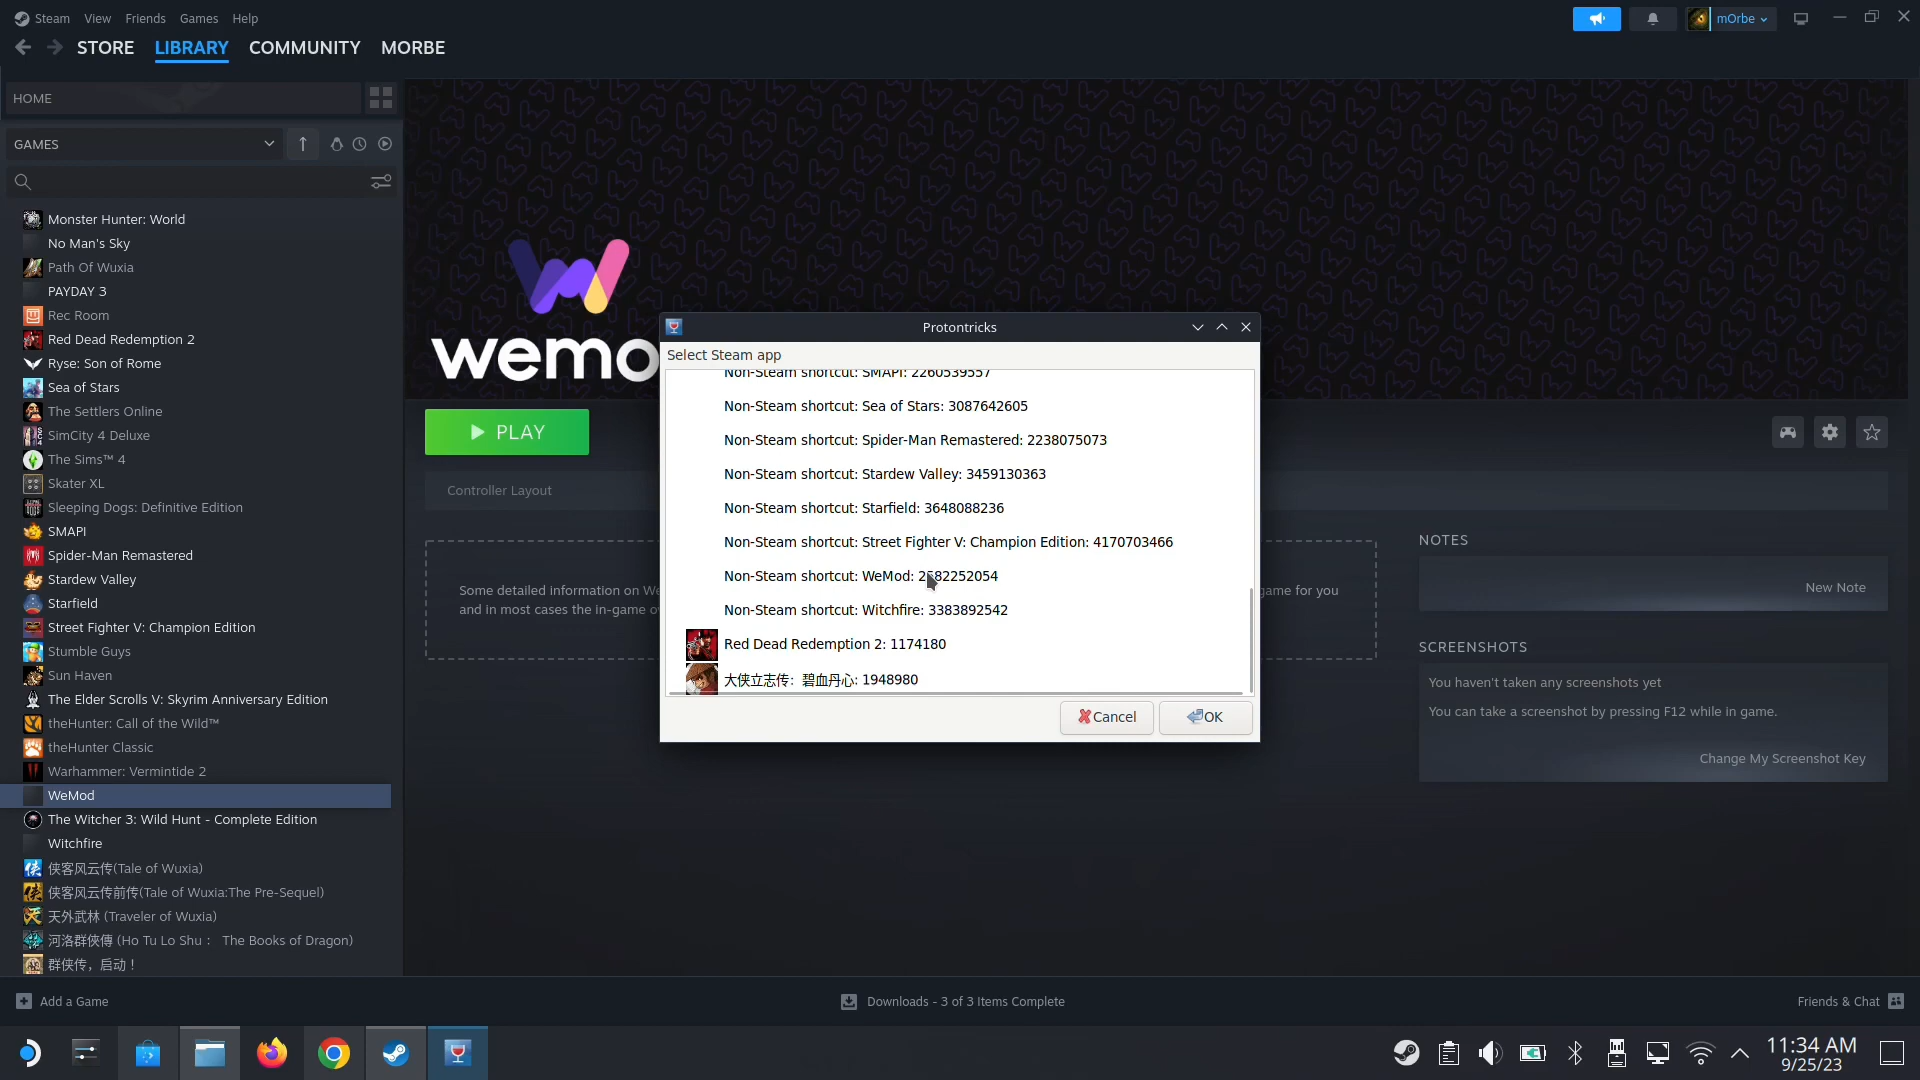 Steam View Friends Games Help
mOrbe
STORE LIBRARY COMMUNITY MORBE
HOME
GAMES
Monster Hunter: World
No Man's Sky
Path Of Wuxia
PAYDAY 3
Rec Room
Red Dead Redemption 2
Ryse: Son of Rome
Sea of Stars
The Settlers Online
SimCity 4 Deluxe
The Sims™ 4
Skater XL
Sleeping Dogs: Definitive Edition
SMAPI
Spider-Man Remastered
Stardew Valley
Starfield
Street Fighter V: Champion Edition
Stumble Guys
Sun Haven
The Elder Scrolls V: Skyrim Anniversary Edition
theHunter: Call of the Wild™
theHunter Classic
Warhammer: Vermintide 2
WeMod
The Witcher 3: Wild Hunt - Complete Edition
Witchfire
侠客风云传(Tale of Wuxia)
侠客风云传前传(Tale of Wuxia:The Pre-Sequel)
天外武林 (Traveler of Wuxia)
河洛群俠傳 (Ho Tu Lo Shu： The Books of Dragon)
群侠传，启动！
wemo
PLAY
Controller Layout
Some detailed information on We
and in most cases the in-game o
game for you
Protontricks
Select Steam app
Non-Steam shortcut: SMAPI: 2260539557
Non-Steam shortcut: Sea of Stars: 3087642605
Non-Steam shortcut: Spider-Man Remastered: 2238075073
Non-Steam shortcut: Stardew Valley: 3459130363
Non-Steam shortcut: Starfield: 3648088236
Non-Steam shortcut: Street Fighter V: Champion Edition: 4170703466
Non-Steam shortcut: WeMod: 2582252054
Non-Steam shortcut: Witchfire: 3383892542
Red Dead Redemption 2: 1174180
大侠立志传：碧血丹心: 1948980
Cancel OK
NOTES
New Note
SCREENSHOTS
You haven't taken any screenshots yet
You can take a screenshot by pressing F12 while in game.
Change My Screenshot Key
Add a Game
Downloads - 3 of 3 Items Complete
Friends & Chat
11:34 AM
9/25/23